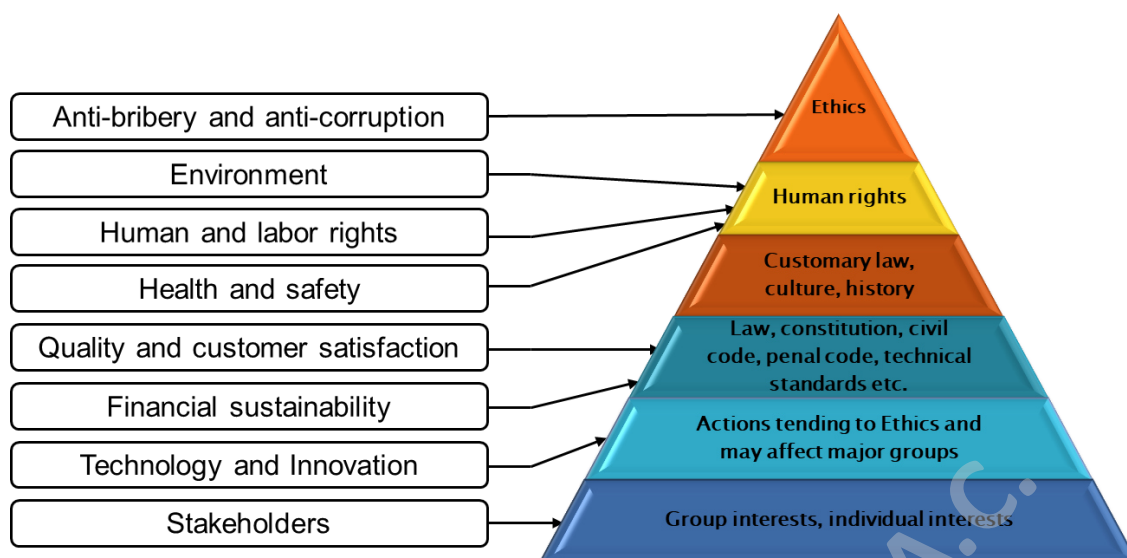 Anti-bribery and anti-corruption
Environment
Human and labor rights
Health and safety
Quality and customer satisfaction
Financial sustainability
Technology and Innovation
Stakeholders
Ethics
Human rights
Customary law,
culture, history
Law, constitution, civil
code, penal code, technical
standards etc.
Actions tending to Ethics and
may affect major groups
Group interests, individual interests
A.C.